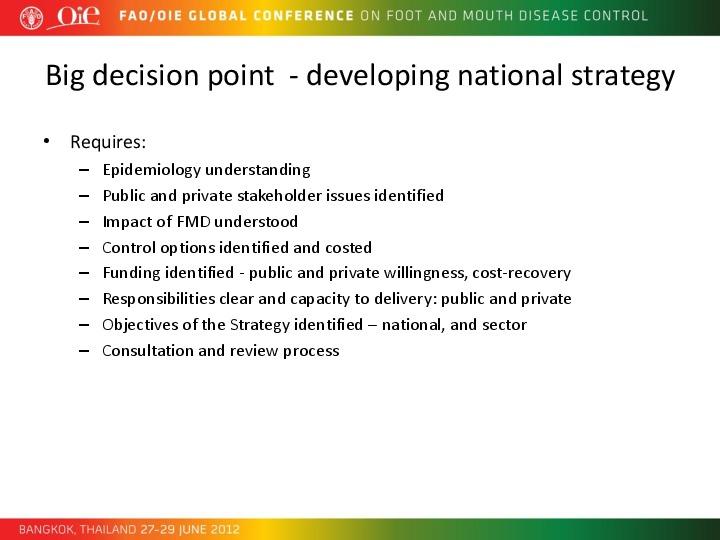 OIE FAO/OIE GLOBAL CONFERENCE ON FOOT AND MOUTH DISEASE CONTROL
Big decision point - developing national strategy
• Requires:
– Epidemiology understanding
– Public and private stakeholder issues identified
– Impact of FMD understood
– Control options identified and costed
– Funding identified - public and private willingness, cost-recovery
– Responsibilities clear and capacity to delivery: public and private
– Objectives of the Strategy identified – national, and sector
– Consultation and review process
BANGKOK, THAILAND 27-29 JUNE 2012